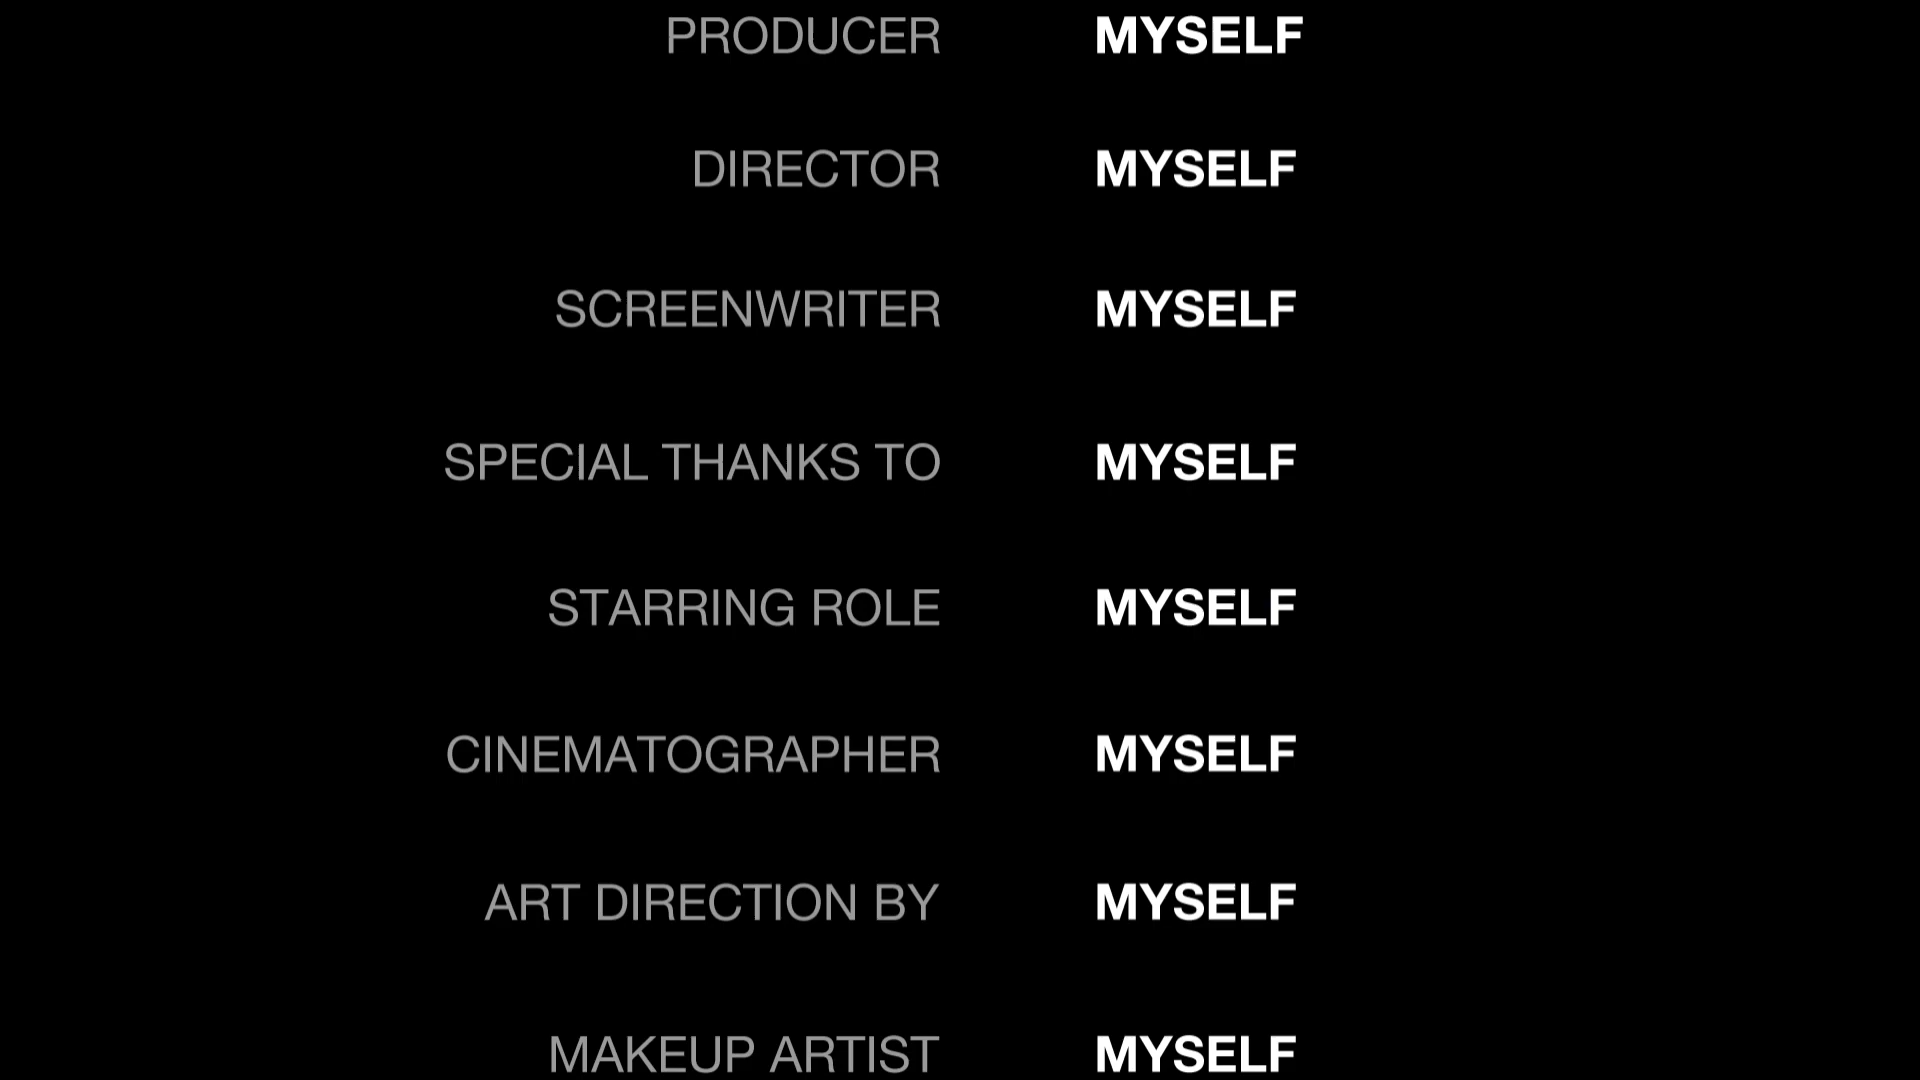 PRODUCER MYSELF
DIRECTOR MYSELF
SCREENWRITER MYSELF
SPECIAL THANKS TO MYSELF
STARRING ROLE MYSELF
CINEMATOGRAPHER MYSELF
ART DIRECTION BY MYSELF
MAKEUP ARTIST MYSELF